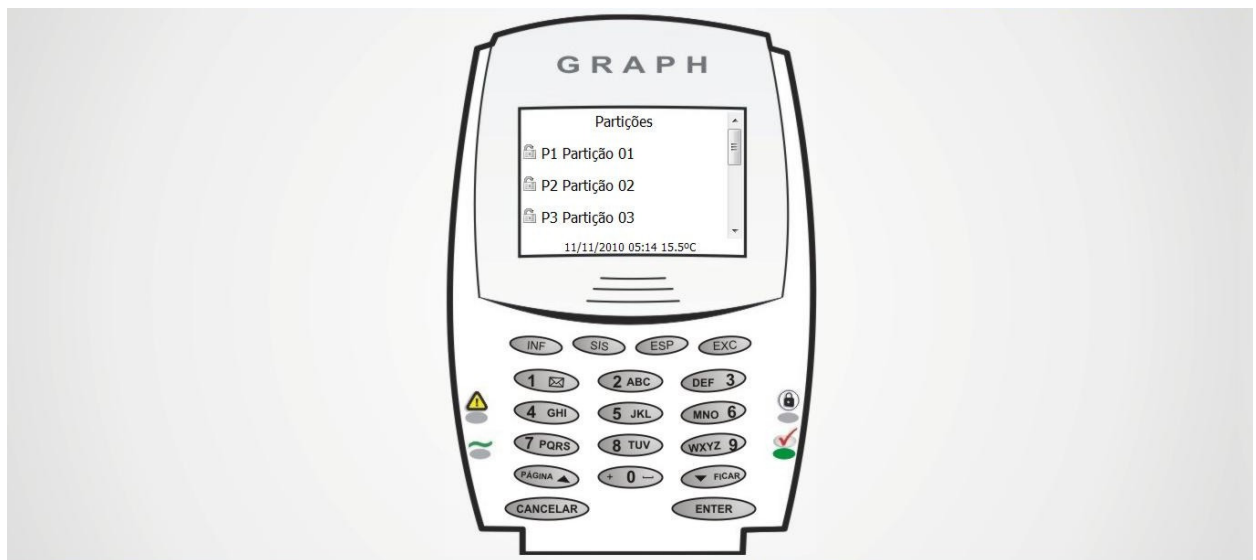 GRAPH
Partições
P1 Partição 01
P2 Partição 02
P3 Partição 03
11/11/2010 05:14 15.5ºC
INF SIS ESP EXC
1 2 ABC DEF 3
4 GHI 5 JKL MNO 6
7 PQRS 8 TUV WXYZ 9
PÁGINA + 0 FICAR
CANCELAR ENTER